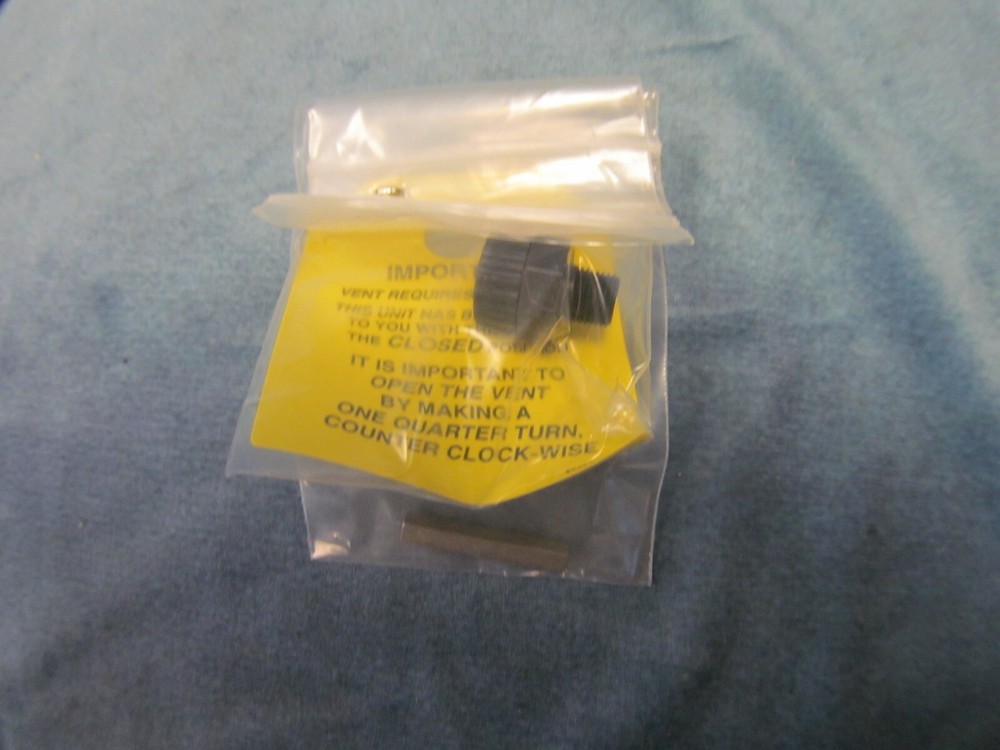 IMPORT
VENT REQUIRES
THIS UNIT HAS B
TO YOU WITH
THE CLOSED
IT IS IMPORTANT TO
OPEN THE VENT
BY MAKING A
ONE QUARTER TURN,
COUNTER CLOCK-WISE